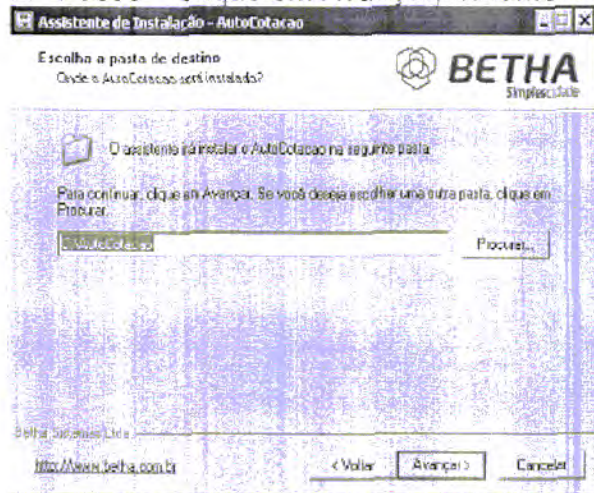 Assistente de Instalação - AutoCotacao
Escolha a pasta de destino
Onde o AutoCotacao será instalado?
BETHA
Simplescidade
O assistente irá instalar o AutoCotacao na seguinte pasta
Para continuar, clique em Avançar. Se você deseja escolher uma outra pasta, clique em
Procurar.
C:\AutoCotacao
Procurar...
Betha Sistemas Ltda
http://www.betha.com.br
< Voltar
Avançar >
Cancelar